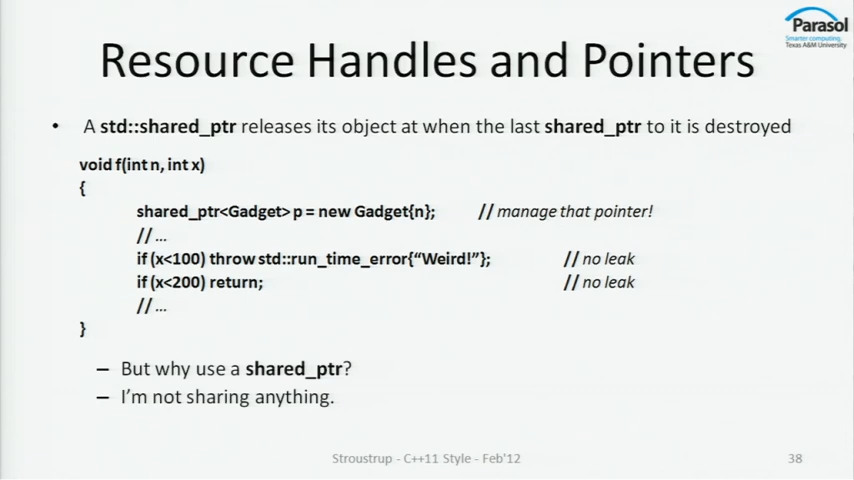 Parasol
Smarter computing.
Texas A&M University
Resource Handles and Pointers
• A std::shared_ptr releases its object at when the last shared_ptr to it is destroyed
void f(int n, int x)
{
shared_ptr<Gadget> p = new Gadget{n}; // manage that pointer!
// …
if (x<100) throw std::run_time_error{“Weird!”}; // no leak
if (x<200) return; // no leak
// …
}
– But why use a shared_ptr?
– I’m not sharing anything.
Stroustrup - C++11 Style - Feb'12 38